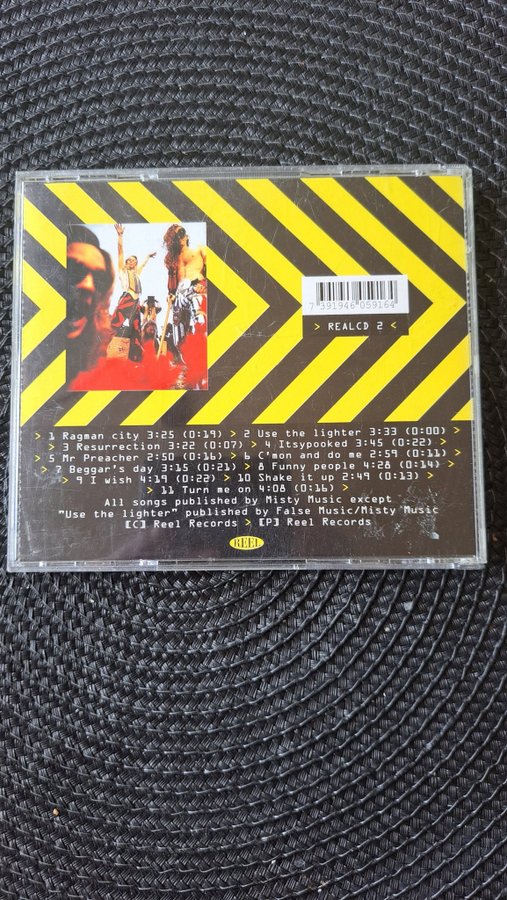 7 391946 059164
> REALCD 2 <
> 1 Ragman city 3:25 (0:19) > 2 Use the lighter 3:33 (0:00) >
> 3 Resurrection 3:22 (0:07) > 4 Itsypooked 3:45 (0:22) >
> 5 Mr Preacher 2:50 (0:16) > 6 C'mon and do me 2:59 (0:11) >
> 7 Beggar's day 3:15 (0:21) > 8 Funny people 4:28 (0:14) >
> 9 I wish 4:19 (0:22) > 10 Shake it up 2:49 (0:13) >
> 11 Turn me on 4:08 (0:16) >
All songs published by Misty Music except
"Use the lighter" published by False Music/Misty Music
[C] Reel Records > [P] Reel Records
REEL